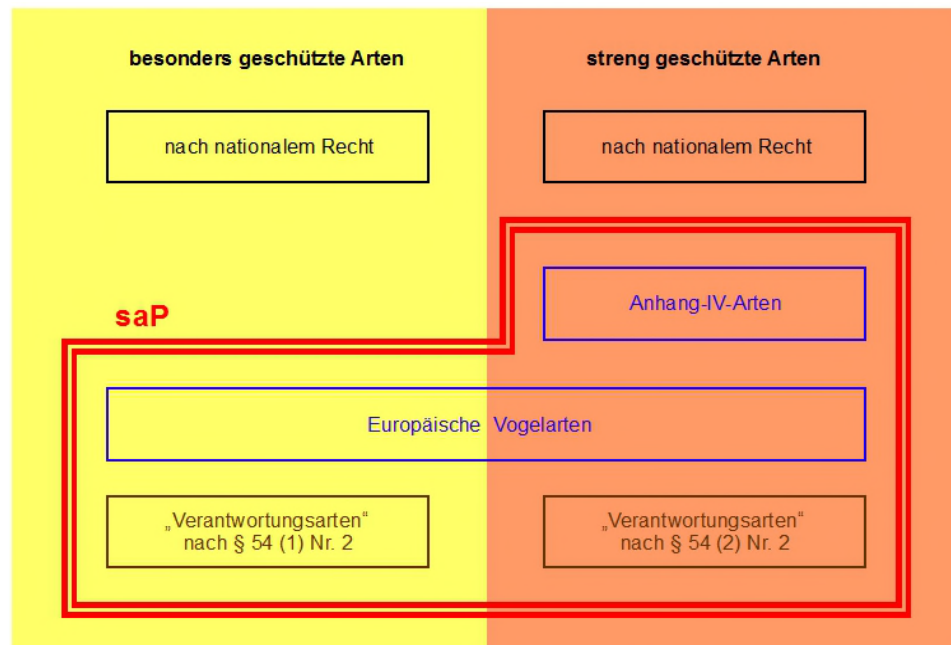 besonders geschützte Arten
streng geschützte Arten
nach nationalem Recht
nach nationalem Recht
Anhang-IV-Arten
saP
Europäische Vogelarten
„Verantwortungsarten“
nach § 54 (1) Nr. 2
„Verantwortungsarten“
nach § 54 (2) Nr. 2